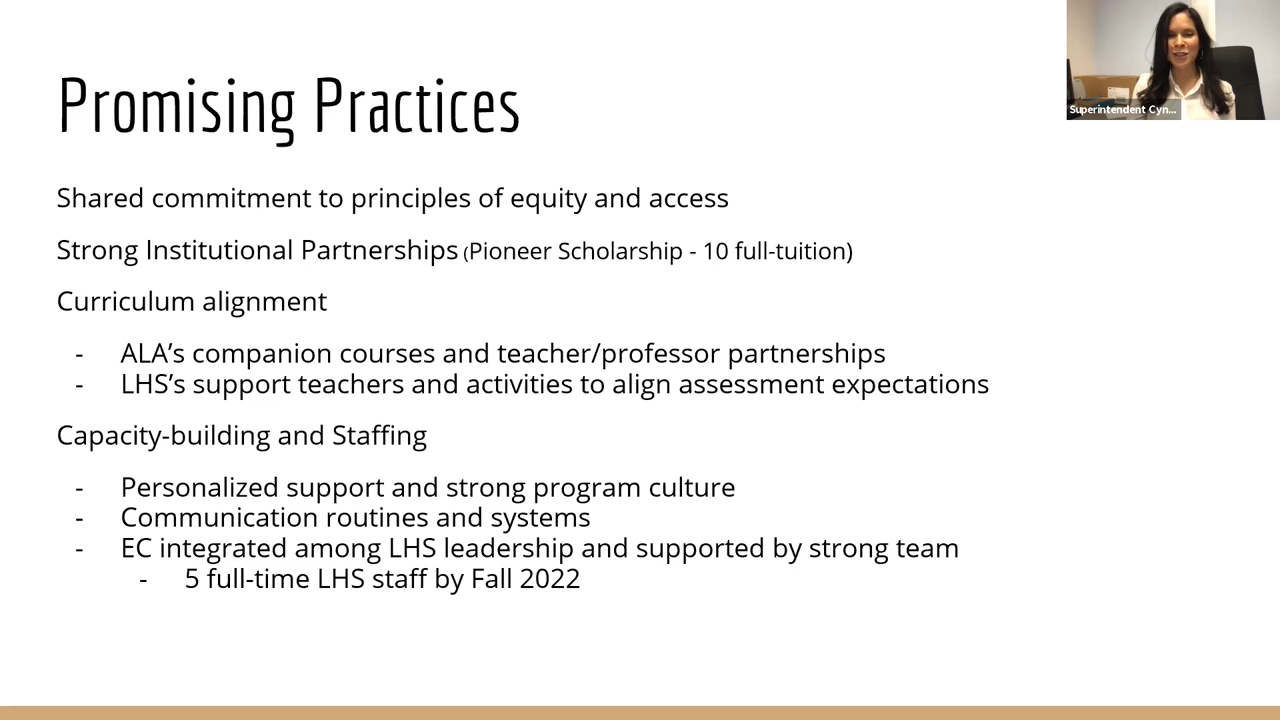 Promising Practices
Superintendent Cyn...
Shared commitment to principles of equity and access
Strong Institutional Partnerships (Pioneer Scholarship - 10 full-tuition)
Curriculum alignment
- ALA’s companion courses and teacher/professor partnerships
- LHS’s support teachers and activities to align assessment expectations
Capacity-building and Staffing
- Personalized support and strong program culture
- Communication routines and systems
- EC integrated among LHS leadership and supported by strong team
- 5 full-time LHS staff by Fall 2022